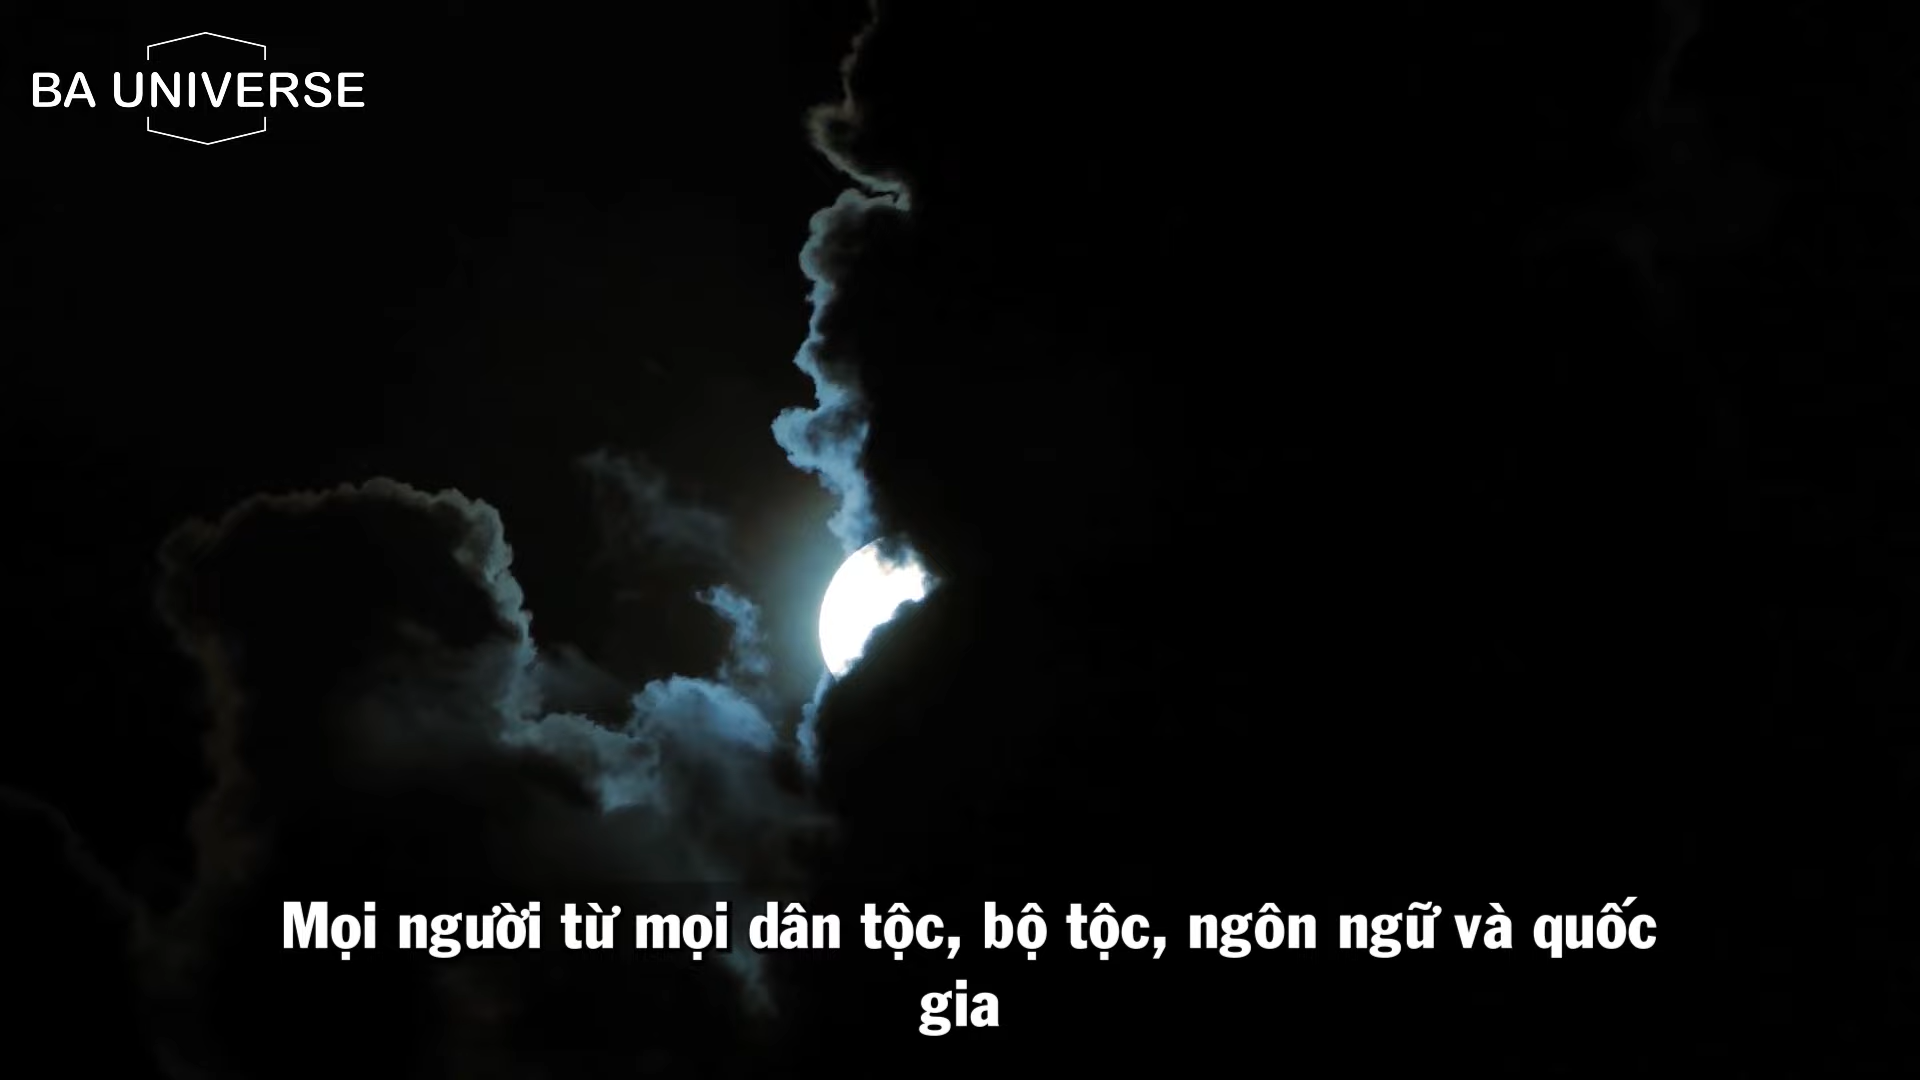 BA UNIVERSE
Mọi người từ mọi dân tộc, bộ tộc, ngôn ngữ và quốc
gia